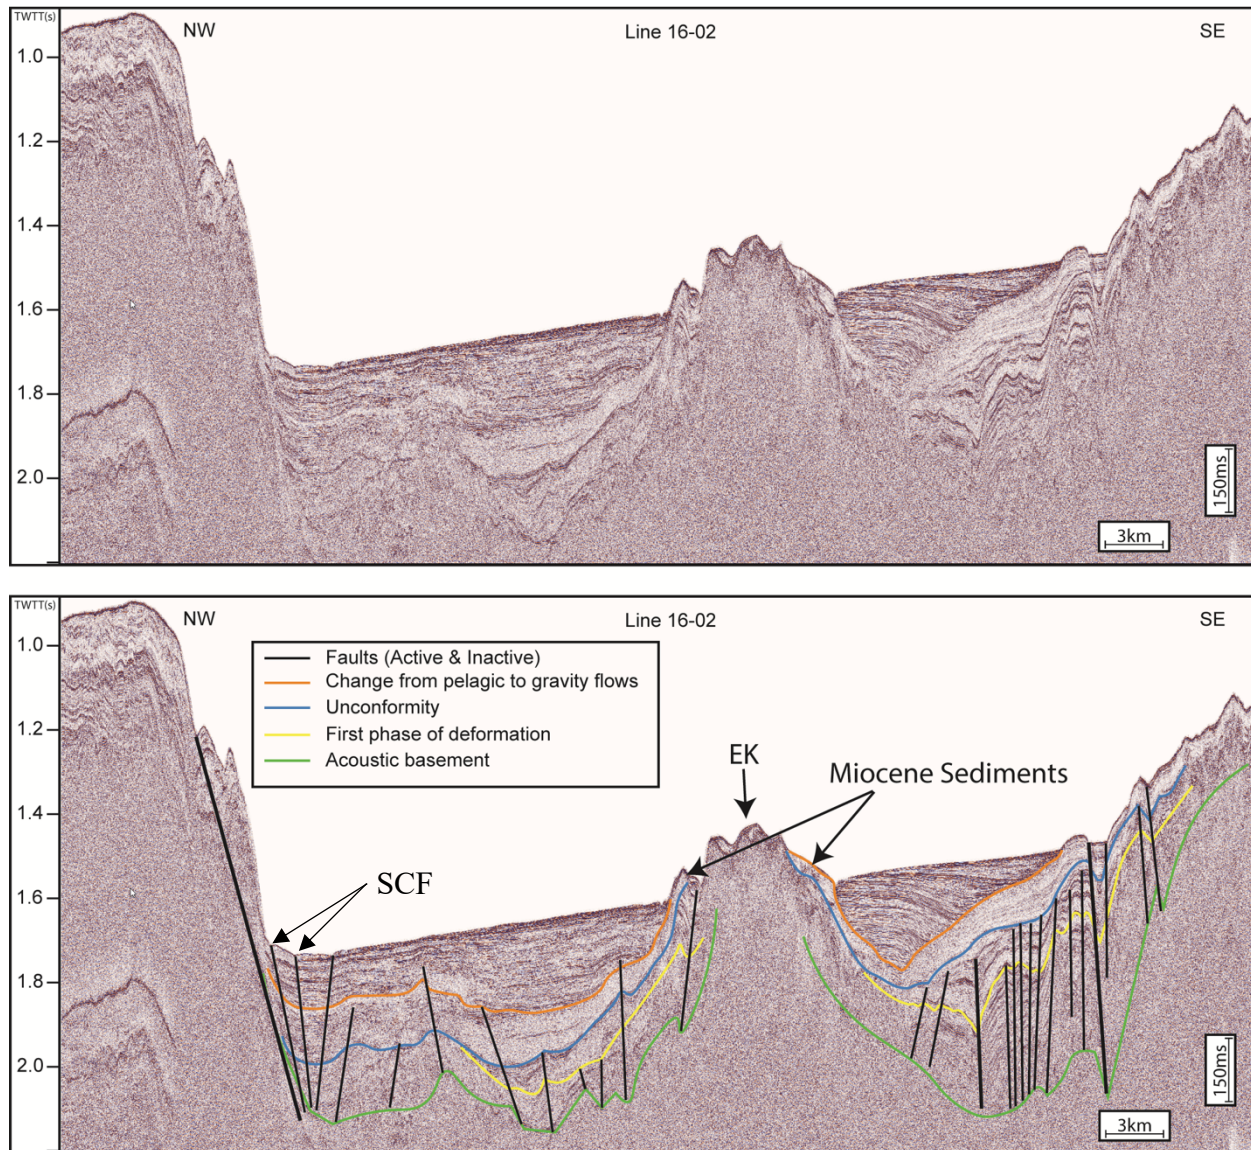 TWTT(s)
NW
Line 16-02
SE
1.0
1.2
1.4
1.6
1.8
2.0
150ms
3km
TWTT(s)
NW
Line 16-02
SE
1.0
Faults (Active & Inactive)
Change from pelagic to gravity flows
Unconformity
First phase of deformation
Acoustic basement
1.2
EK
Miocene Sediments
1.4
SCF
1.6
1.8
2.0
150ms
3km